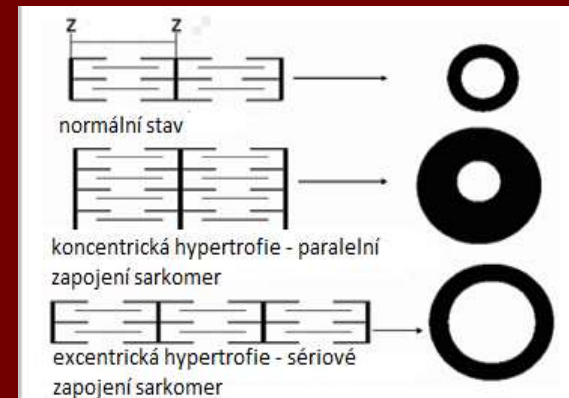 Z Z
normální stav
koncentrická hypertrofie - paralelní
zapojení sarkomer
excentrická hypertrofie - sériové
zapojení sarkomer